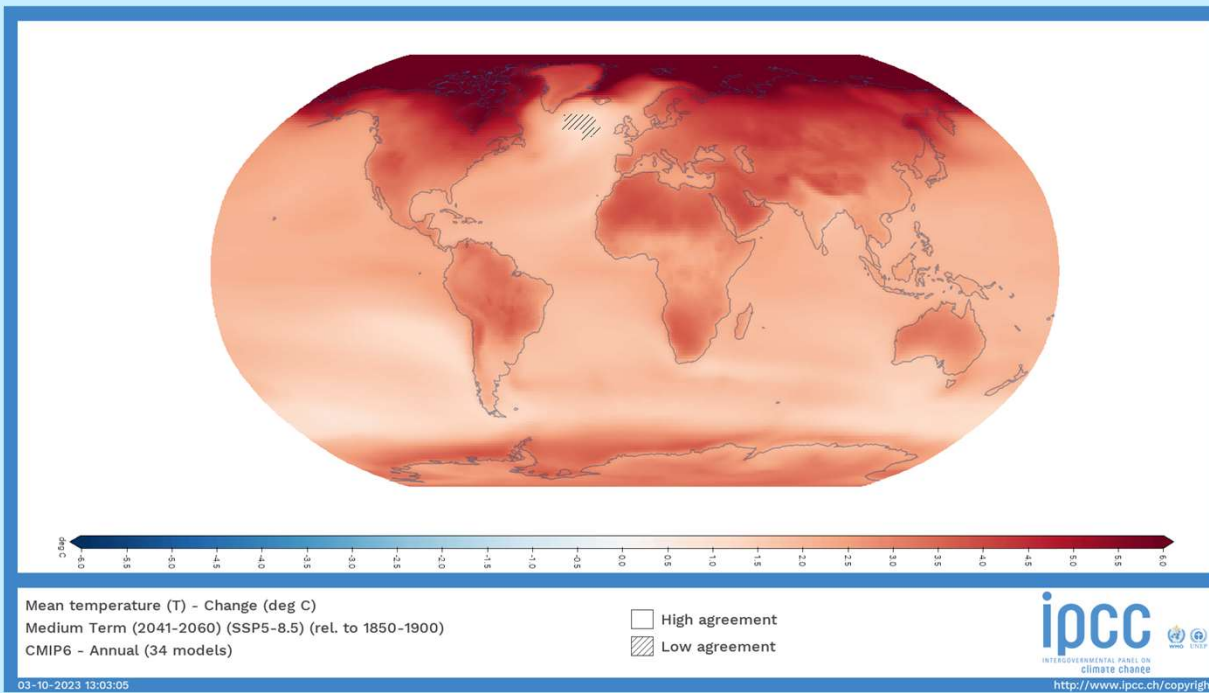 deg C
-6.0 -5.5 -5.0 -4.5 -4.0 -3.5 -3.0 -2.5 -2.0 -1.5 -1.0 -0.5 0.0 0.5 1.0 1.5 2.0 2.5 3.0 3.5 4.0 4.5 5.0 5.5 6.0
Mean temperature (T) - Change (deg C)
Medium Term (2041-2060) (SSP5-8.5) (rel. to 1850-1900)
CMIP6 - Annual (34 models)
High agreement
Low agreement
ipcc
INTERGOVERNMENTAL PANEL ON
climate change
WMO UNEP
03-10-2023 13:03:05
http://www.ipcc.ch/copyrigh